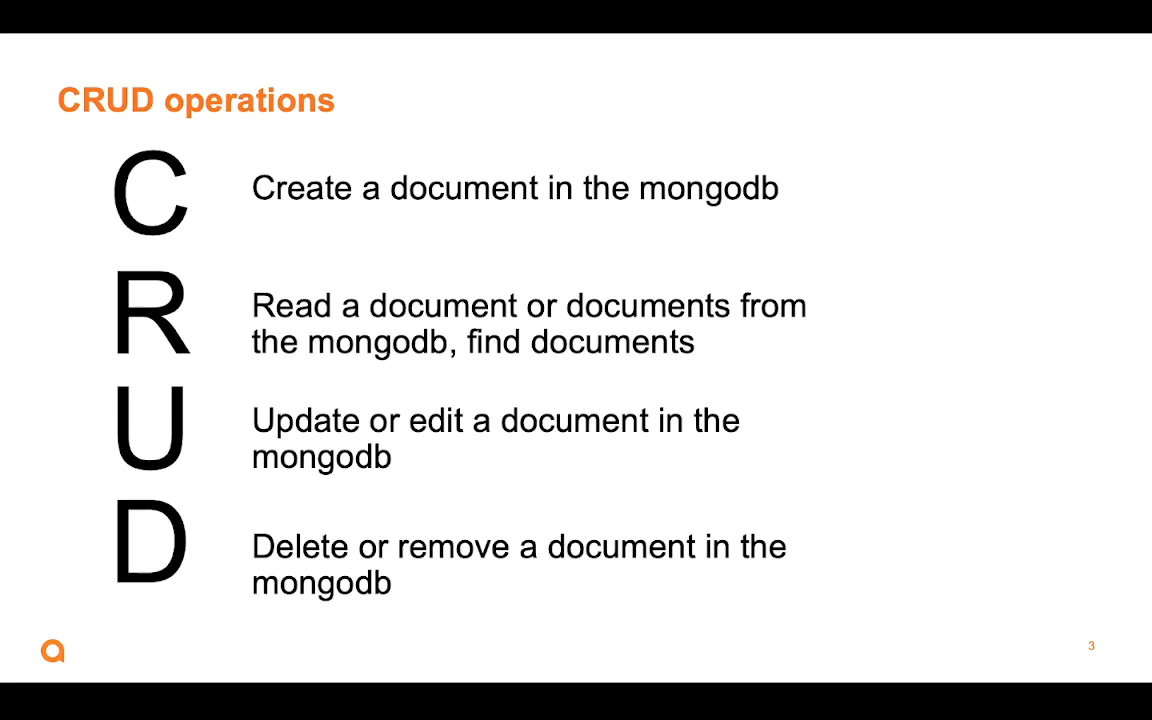 CRUD operations
C
Create a document in the mongodb
R
Read a document or documents from
the mongodb, find documents
U
Update or edit a document in the
mongodb
D
Delete or remove a document in the
mongodb
3